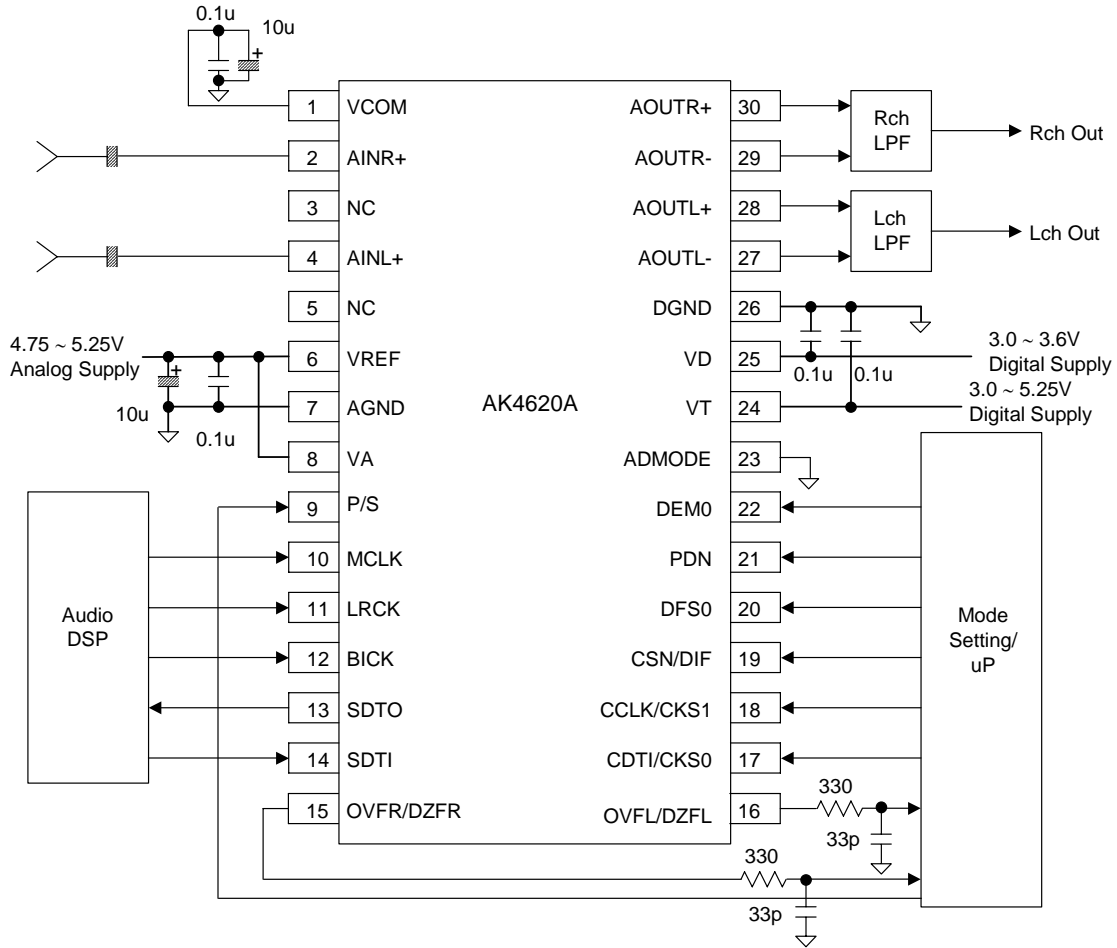 0.1u
10u
+
1 VCOM
AOUTR+ 30
Rch
LPF
Rch Out
2 AINR+
AOUTR- 29
3 NC
AOUTL+ 28
Lch
LPF
Lch Out
4 AINL+
AOUTL- 27
5 NC
DGND 26
4.75 ~ 5.25V
Analog Supply
6 VREF
VD 25
3.0 ~ 3.6V
Digital Supply
0.1u
0.1u
+
10u
0.1u
7 AGND
AK4620A
VT 24
3.0 ~ 5.25V
Digital Supply
8 VA
ADMODE 23
9 P/S
DEM0 22
10 MCLK
PDN 21
Audio
DSP
11 LRCK
DFS0 20
Mode
Setting/
uP
12 BICK
CSN/DIF 19
13 SDTO
CCLK/CKS1 18
14 SDTI
CDTI/CKS0 17
15 OVFR/DZFR
OVFL/DZFL 16
330
33p
330
33p